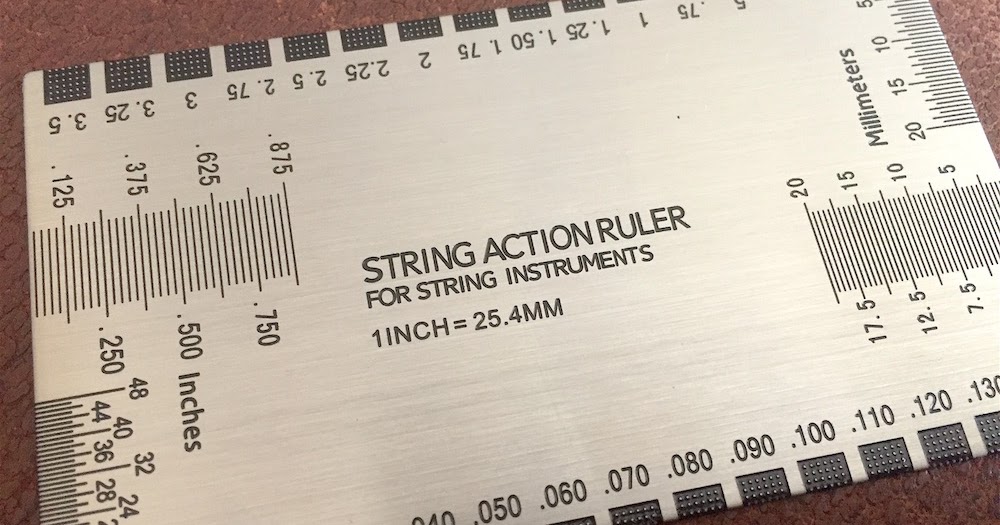 3.5 3.25 3 2.75 2.5 2.25 2 1.75 1.50 1.25 1 .75 5
5 10 15 20
Millimeters
.125 .375 .625 .875
20 15 10 5
STRING ACTION RULER
FOR STRING INSTRUMENTS
1INCH = 25.4MM
.250 .500 .750
Inches
17.5 12.5 7.5
48 44 40 36 32 28 24
.050 .060 .070 .080 .090 .100 .110 .120 .130